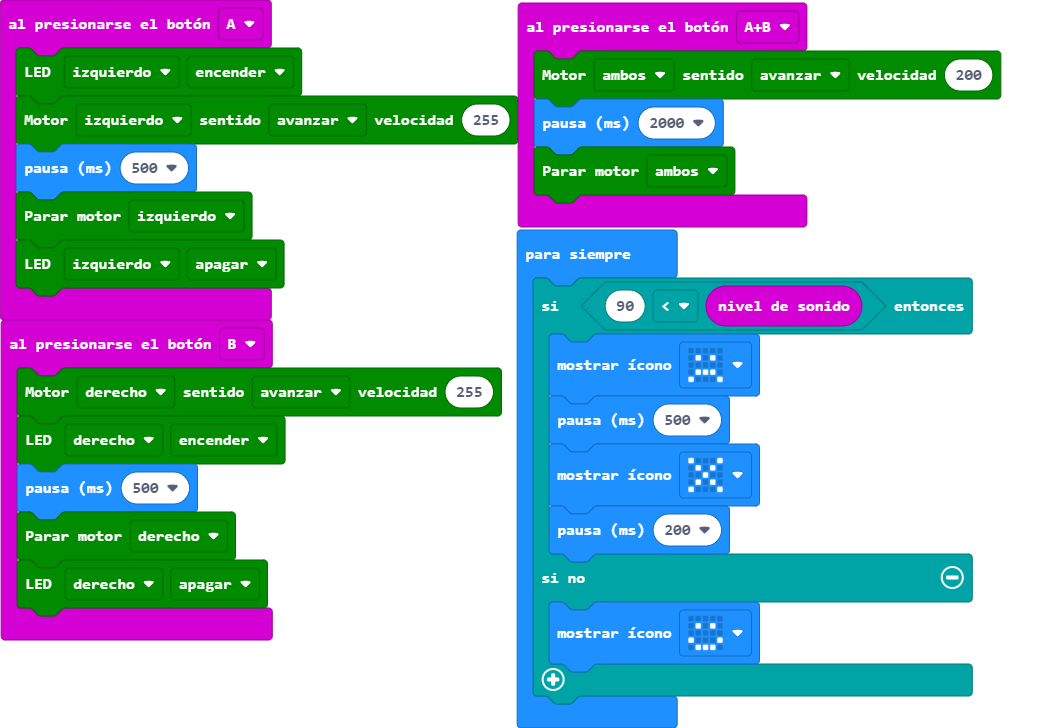 al presionarse el botón A
LED izquierdo encender
Motor izquierdo sentido avanzar velocidad 255
pausa (ms) 500
Parar motor izquierdo
LED izquierdo apagar
al presionarse el botón B
Motor derecho sentido avanzar velocidad 255
LED derecho encender
pausa (ms) 500
Parar motor derecho
LED derecho apagar
al presionarse el botón A+B
Motor ambos sentido avanzar velocidad 200
pausa (ms) 2000
Parar motor ambos
para siempre
si 90 < nivel de sonido entonces
mostrar ícono
pausa (ms) 500
mostrar ícono
pausa (ms) 200
si no
mostrar ícono